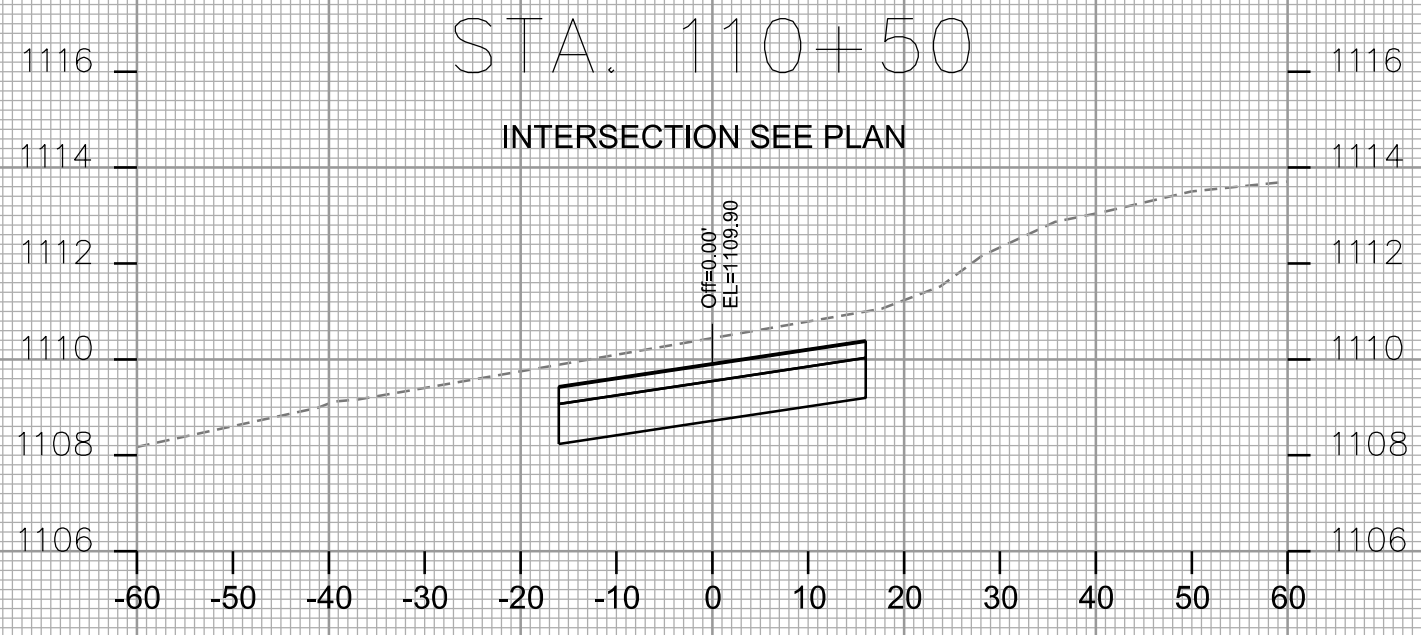 STA. 110+50
1116 1116
INTERSECTION SEE PLAN
1114 1114
Off=0.00'
EL=1109.90
1112 1112
1110 1110
1108 1108
1106 1106
-60 -50 -40 -30 -20 -10 0 10 20 30 40 50 60